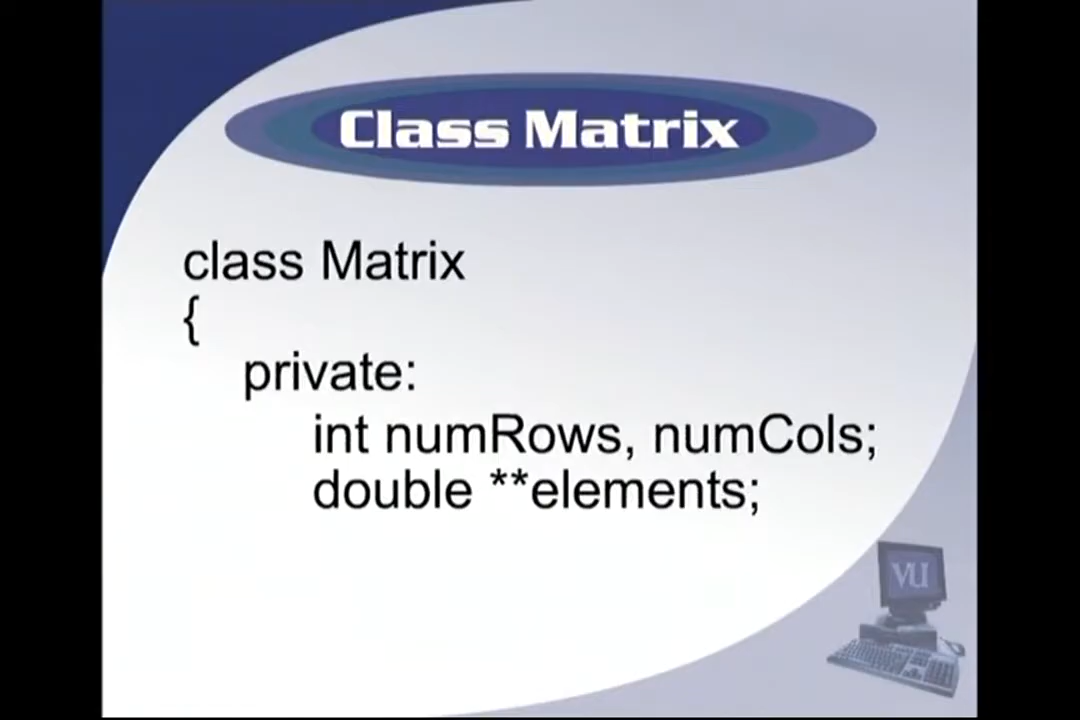 Class Matrix
class Matrix
{
private:
int numRows, numCols;
double **elements;
VU